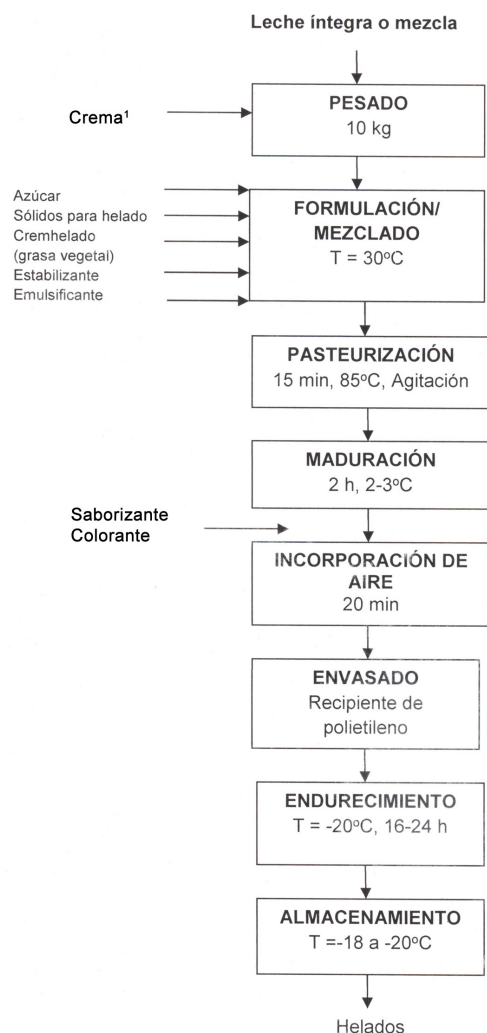 Leche íntegra o mezcla
Crema¹
PESADO
10 kg
Azúcar
Sólidos para helado
Cremhelado
(grasa vegetal)
Estabilizante
Emulsificante
FORMULACIÓN/
MEZCLADO
T = 30ºC
PASTEURIZACIÓN
15 min, 85ºC, Agitación
MADURACIÓN
2 h, 2-3ºC
Saborizante
Colorante
INCORPORACIÓN DE
AIRE
20 min
ENVASADO
Recipiente de
polietileno
ENDURECIMIENTO
T = -20ºC, 16-24 h
ALMACENAMIENTO
T =-18 a -20ºC
Helados